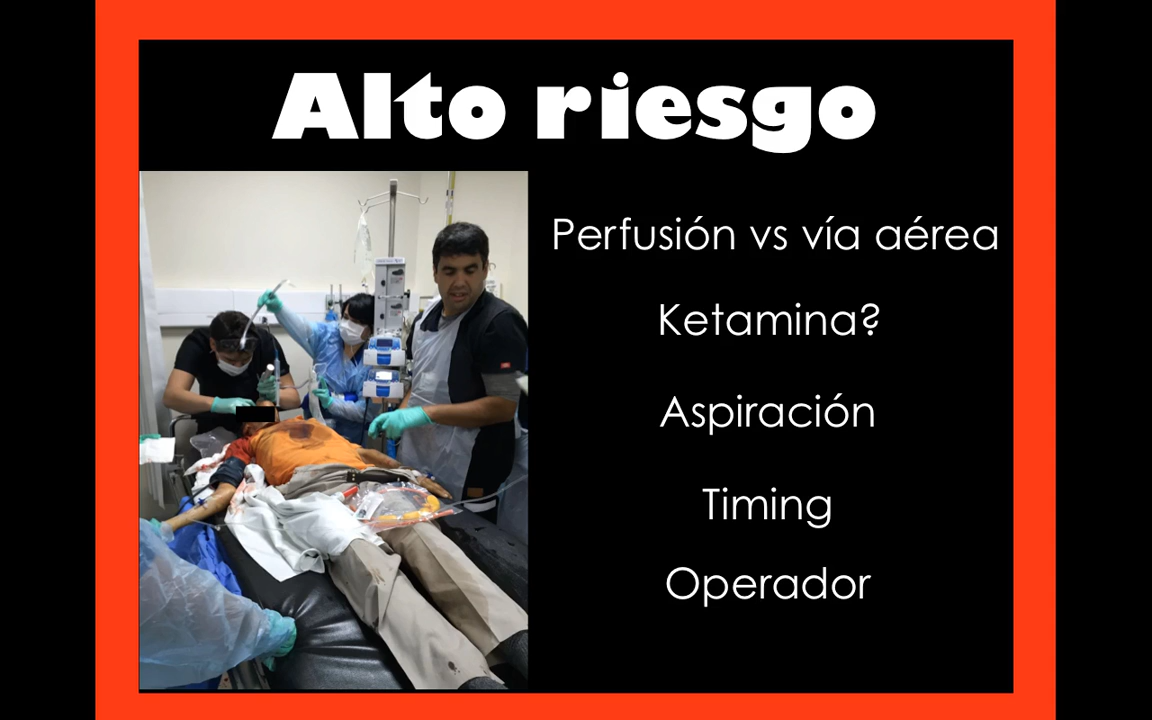 Alto riesgo
Perfusión vs vía aérea
Ketamina?
Aspiración
Timing
Operador